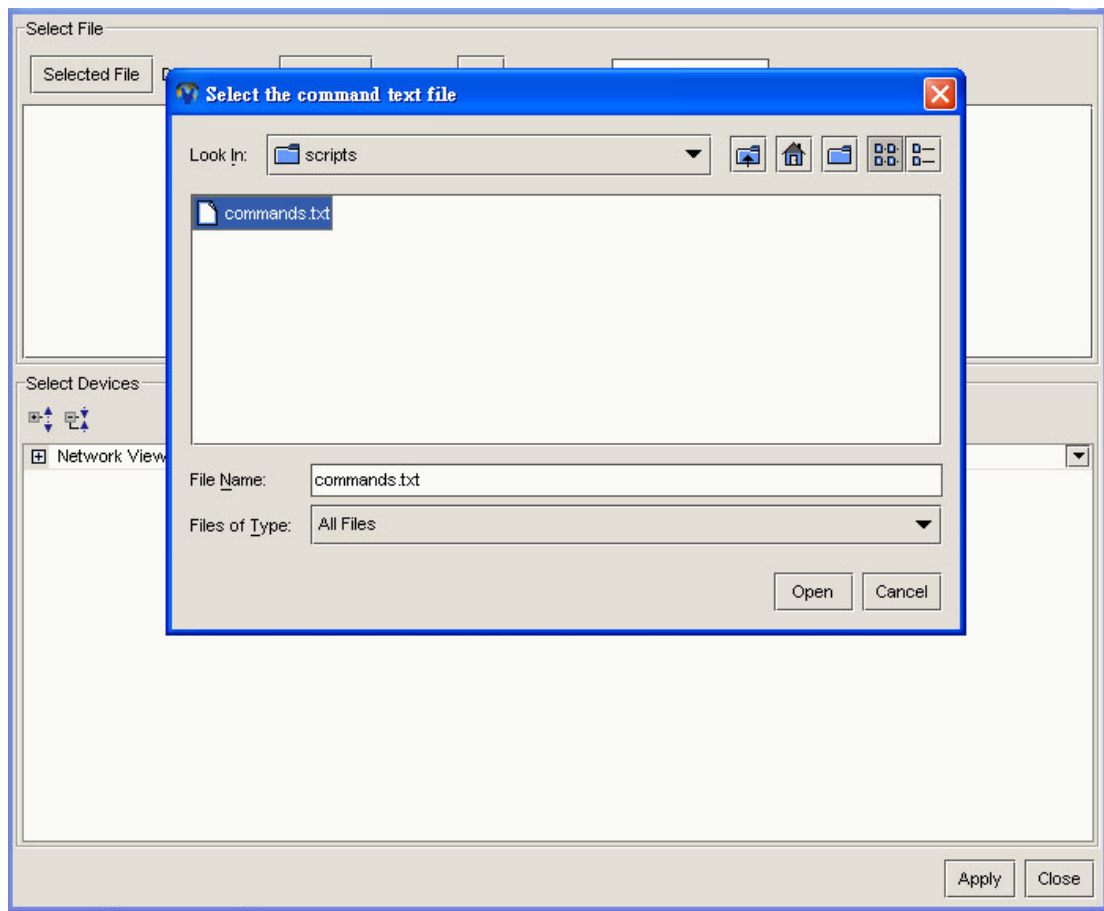 Select File
Selected File
Select the command text file
Look In: scripts
commands.txt
Select Devices
Network View
File Name: commands.txt
Files of Type: All Files
Open Cancel
Apply Close